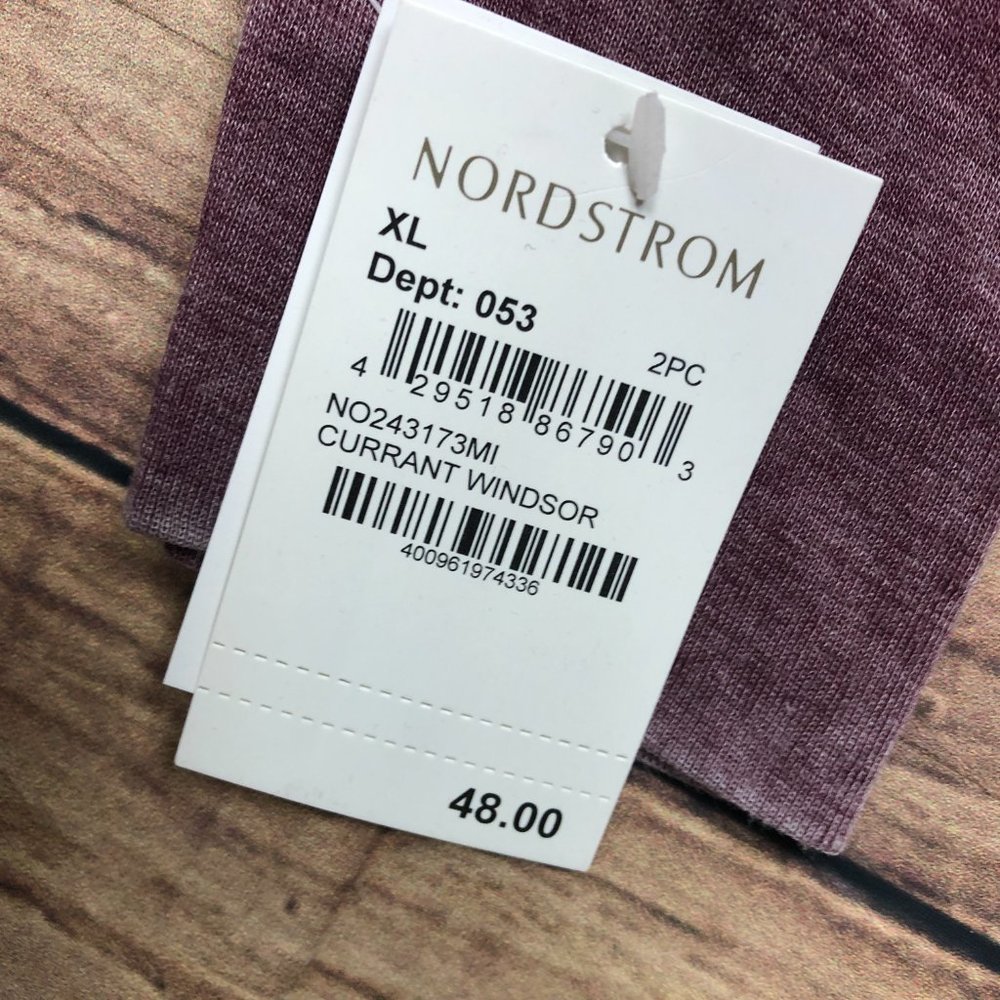 NORDSTROM
XL
Dept: 053
2PC
4 29518 86790 3
NO243173MI
CURRANT WINDSOR
400961974336
48.00